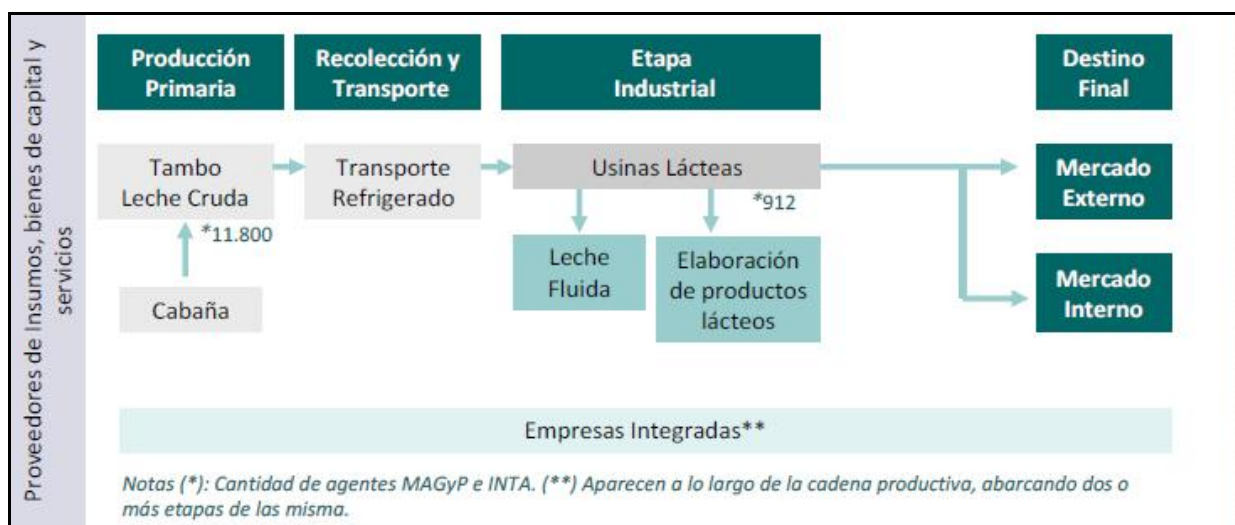 Proveedores de Insumos, bienes de capital y
servicios
Producción
Primaria
Recolección y
Transporte
Etapa
Industrial
Destino
Final
Tambo
Leche Cruda
Transporte
Refrigerado
Usinas Lácteas
Mercado
Externo
*11.800
*912
Cabaña
Leche
Fluida
Elaboración
de productos
lácteos
Mercado
Interno
Empresas Integradas**
Notas (*): Cantidad de agentes MAGyP e INTA. (**) Aparecen a lo largo de la cadena productiva, abarcando dos o
más etapas de las misma.